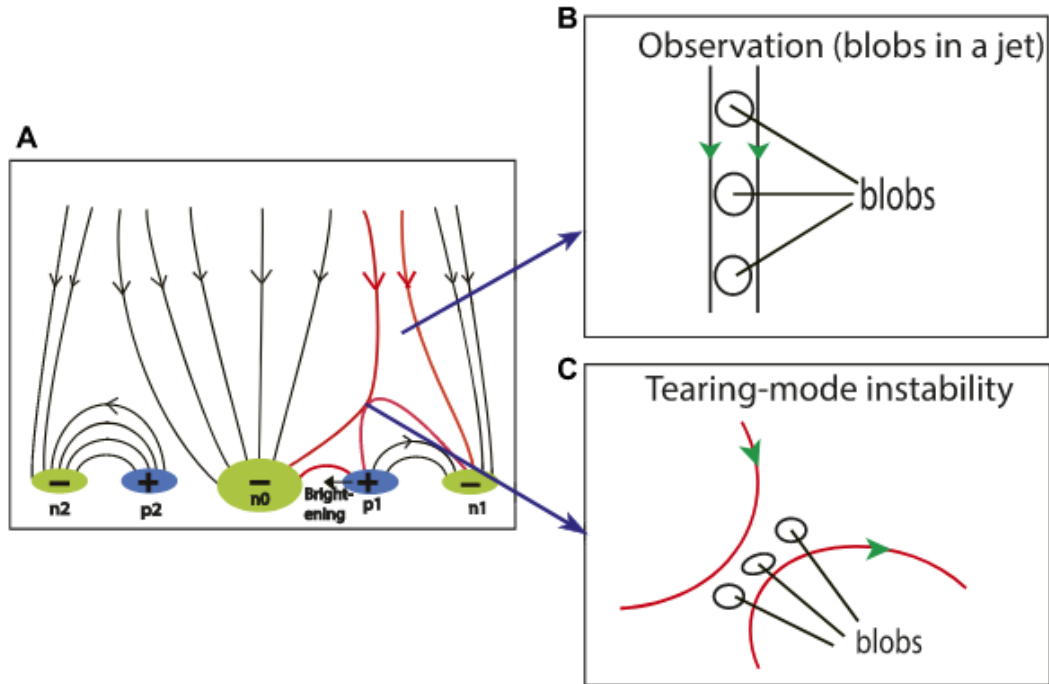 A
−
n2
+
p2
−
n0
Bright-
ening
+
p1
−
n1
B
Observation (blobs in a jet)
blobs
C
Tearing-mode instability
blobs